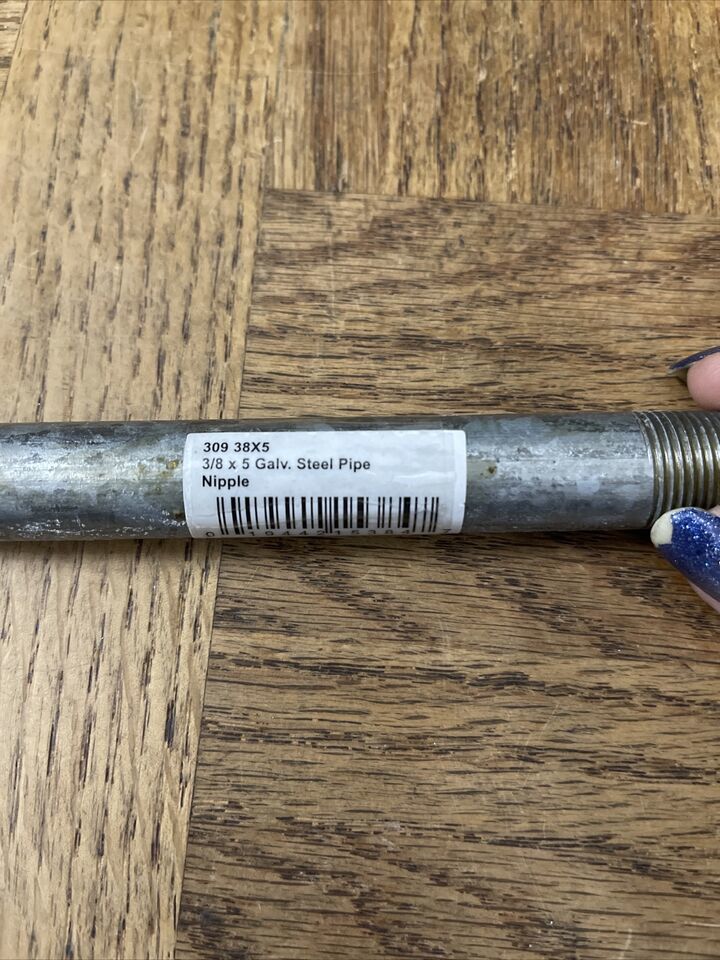 309 38X5
3/8 x 5 Galv. Steel Pipe
Nipple